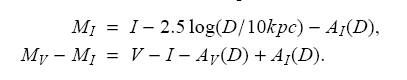 M_I = I − 2.5 log(D/10kpc) − A_I(D),
M_V − M_I = V − I − A_V(D) + A_I(D).